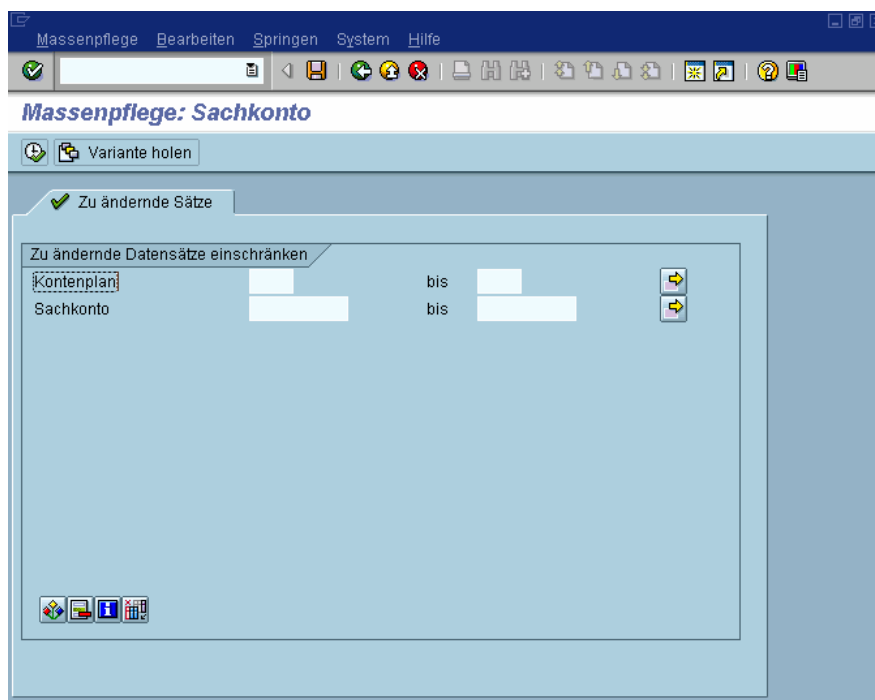 Massenpflege Bearbeiten Springen System Hilfe
Massenpflege: Sachkonto
Variante holen
Zu ändernde Sätze
Zu ändernde Datensätze einschränken
Kontenplan bis
Sachkonto bis